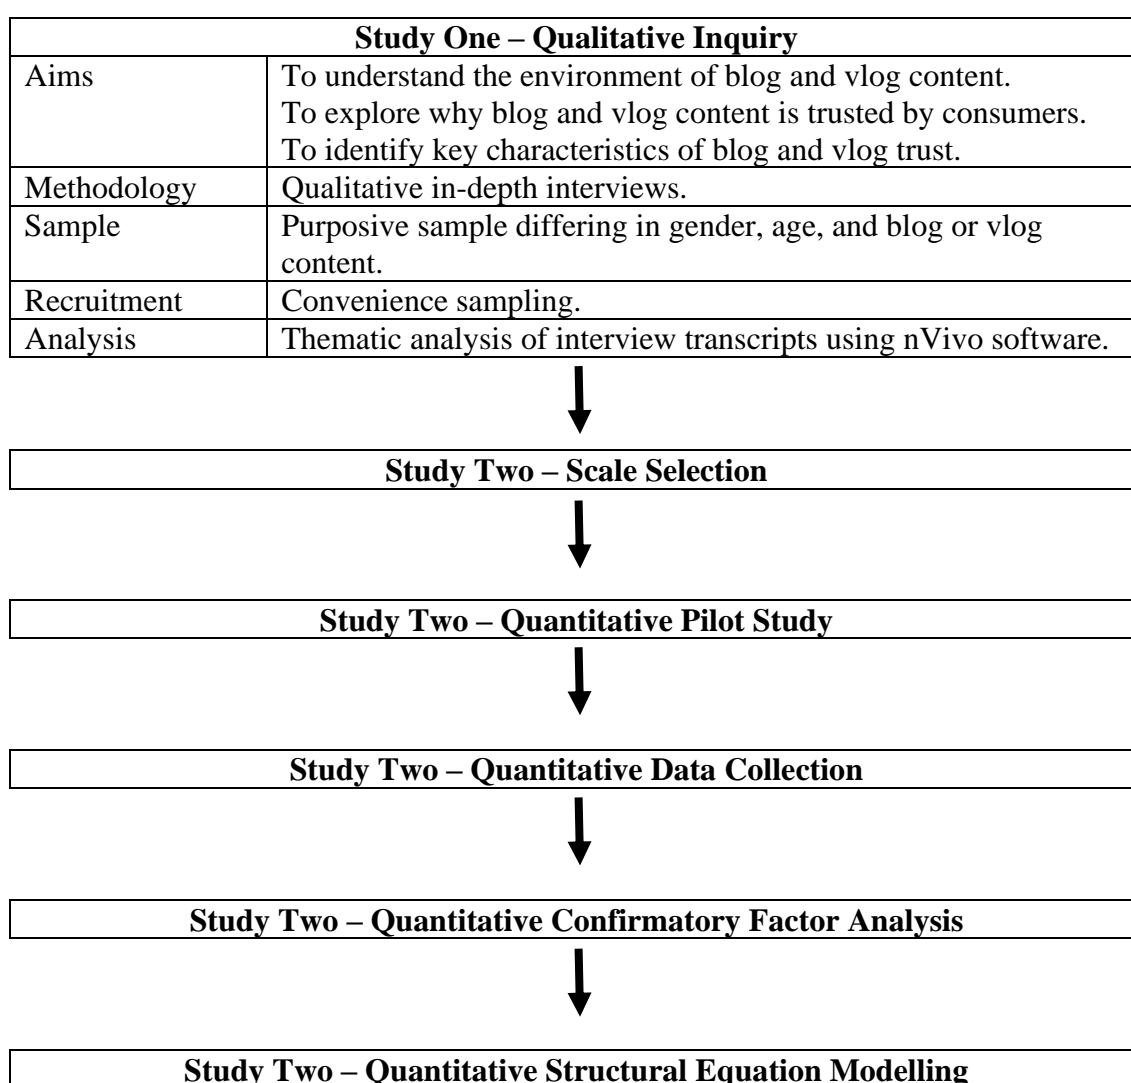 Study One – Qualitative Inquiry
Aims To understand the environment of blog and vlog content.
To explore why blog and vlog content is trusted by consumers.
To identify key characteristics of blog and vlog trust.
Methodology Qualitative in-depth interviews.
Sample Purposive sample differing in gender, age, and blog or vlog
content.
Recruitment Convenience sampling.
Analysis Thematic analysis of interview transcripts using nVivo software.
Study Two – Scale Selection
Study Two – Quantitative Pilot Study
Study Two – Quantitative Data Collection
Study Two – Quantitative Confirmatory Factor Analysis
Study Two – Quantitative Structural Equation Modelling